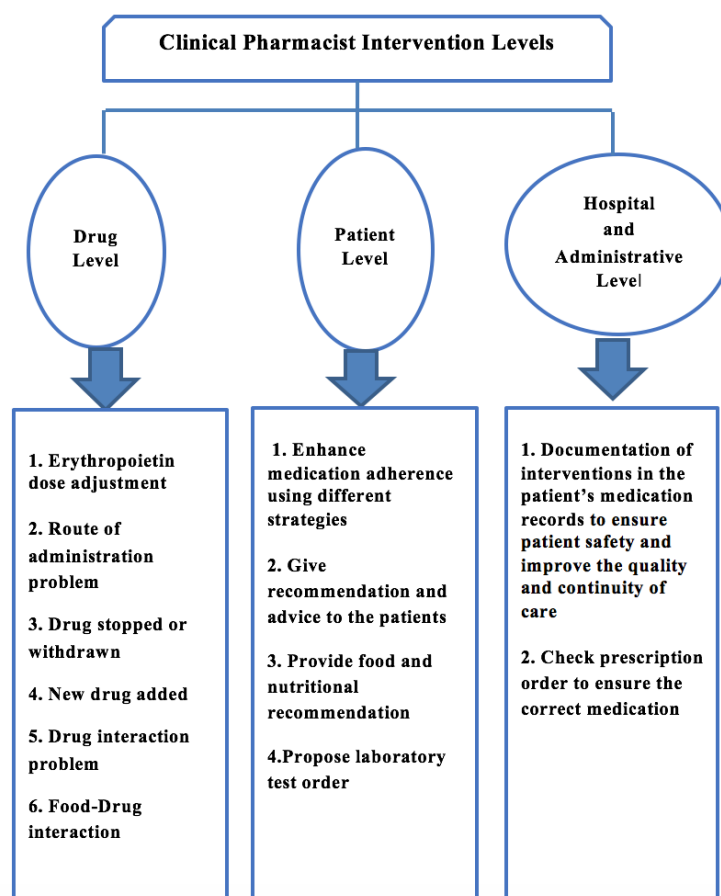 Clinical Pharmacist Intervention Levels
Drug
Level
Patient
Level
Hospital
and
Administrative
Level
1. Erythropoietin
dose adjustment
2. Route of
administration
problem
3. Drug stopped or
withdrawn
4. New drug added
5. Drug interaction
problem
6. Food-Drug
interaction
1. Enhance
medication adherence
using different
strategies
2. Give
recommendation and
advice to the patients
3. Provide food and
nutritional
recommendation
4.Propose laboratory
test order
1. Documentation of
interventions in the
patient’s medication
records to ensure
patient safety and
improve the quality
and continuity of
care
2. Check prescription
order to ensure the
correct medication